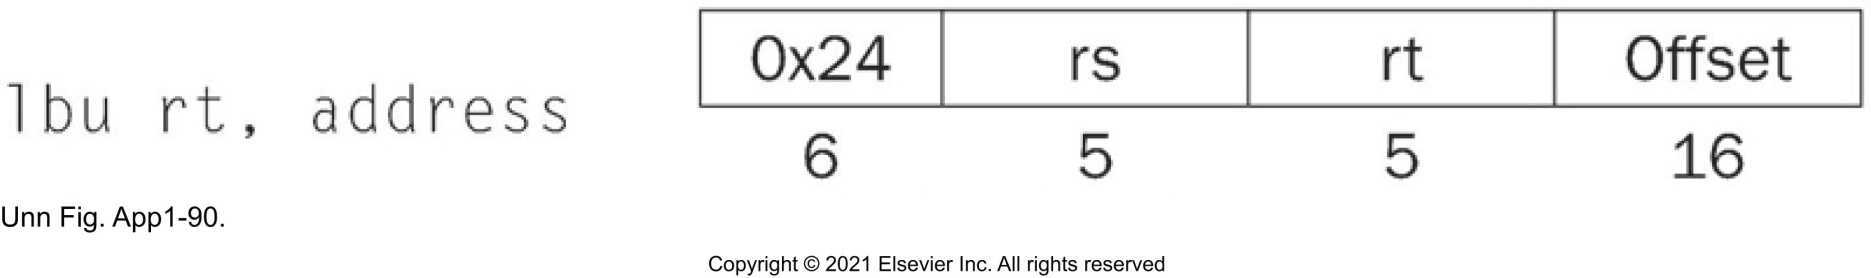 0x24 rs rt Offset
lbu rt, address
6 5 5 16
Unn Fig. App1-90.
Copyright © 2021 Elsevier Inc. All rights reserved